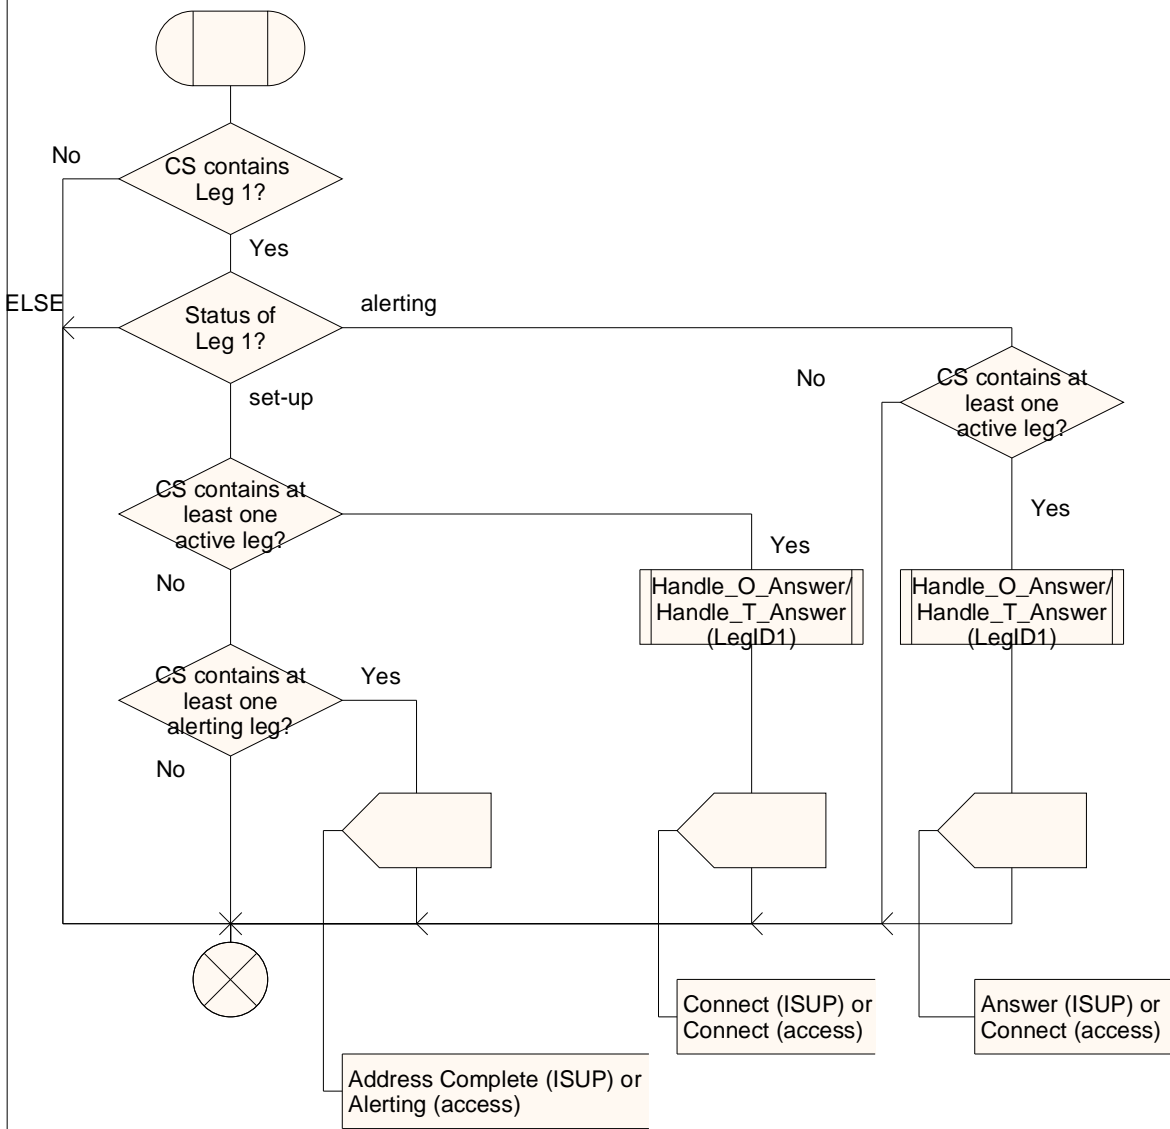 No
CS contains
Leg 1?
Yes
ELSE
Status of
Leg 1?
alerting
set-up
No
CS contains at
least one
active leg?
CS contains at
least one
active leg?
Yes
Yes
No
Handle_O_Answer/
Handle_T_Answer
(LegID1)
Handle_O_Answer/
Handle_T_Answer
(LegID1)
CS contains at
least one
alerting leg?
Yes
No
Connect (ISUP) or
Connect (access)
Answer (ISUP) or
Connect (access)
Address Complete (ISUP) or
Alerting (access)